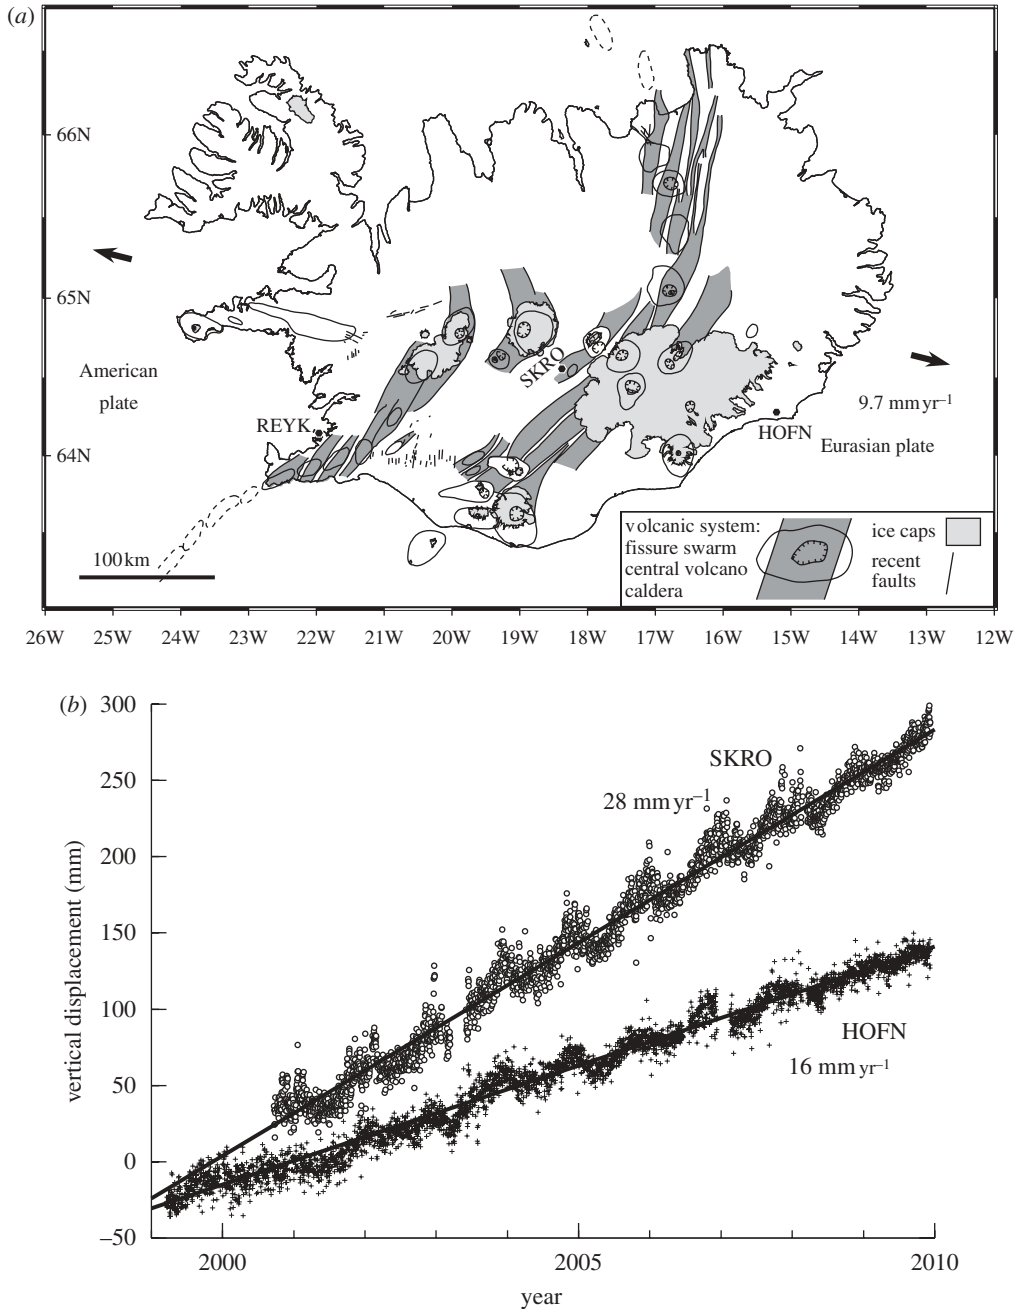 (a)
66N
65N
64N
American
plate
REYK
SKRO
HOFN
9.7 mm yr⁻¹
Eurasian plate
100 km
volcanic system:
fissure swarm
central volcano
caldera
ice caps
recent
faults
26W 25W 24W 23W 22W 21W 20W 19W 18W 17W 16W 15W 14W 13W 12W
(b)
300
250
200
150
100
50
0
–50
vertical displacement (mm)
SKRO
28 mm yr⁻¹
HOFN
16 mm yr⁻¹
2000 2005 2010
year